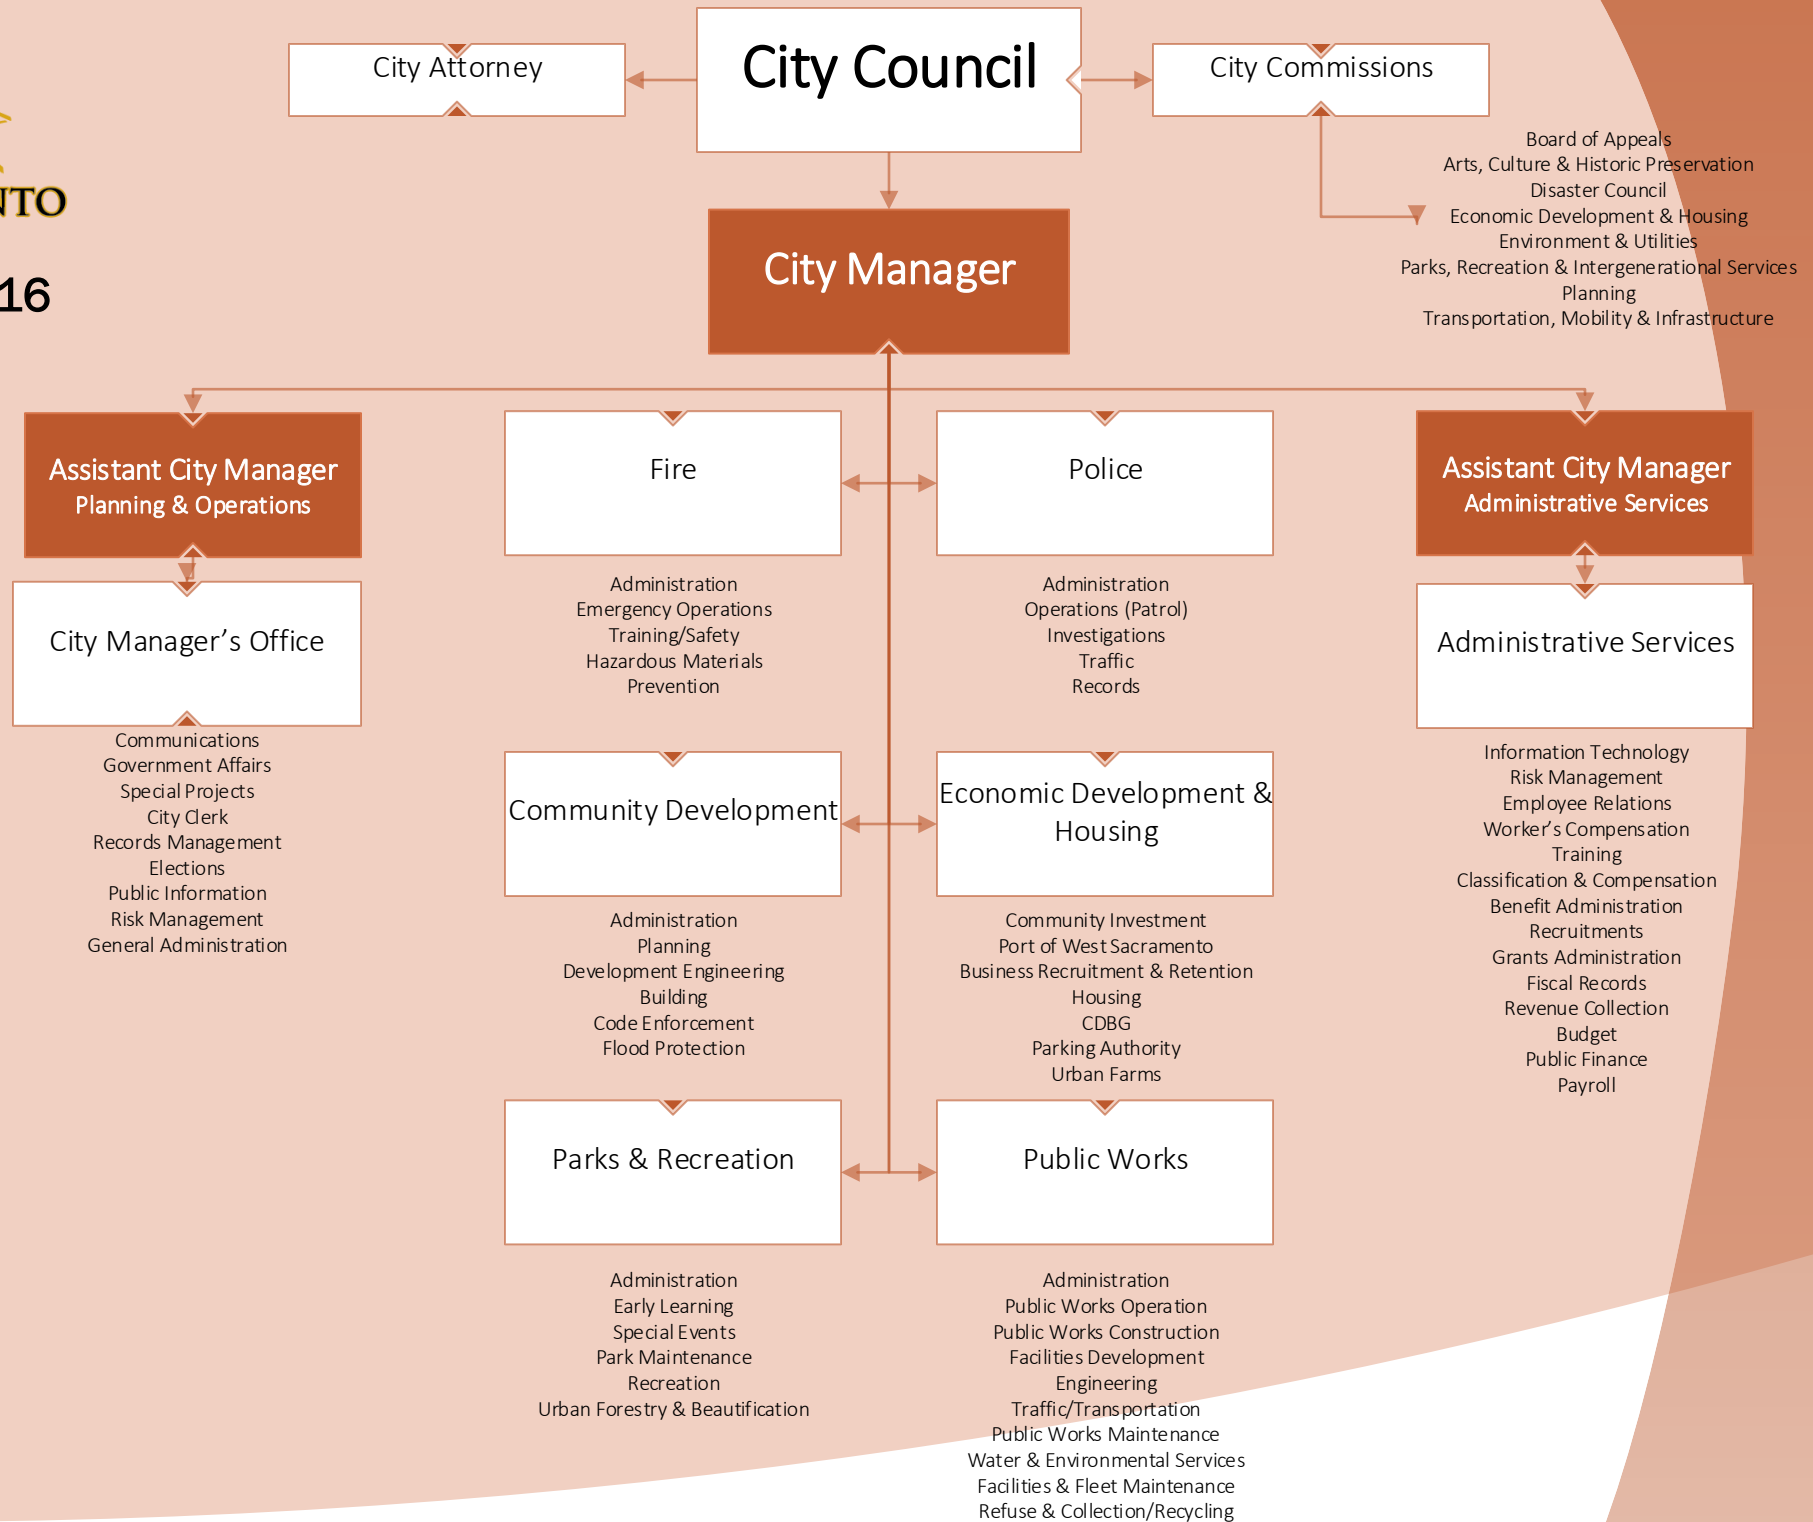 City Council
City Attorney
City Commissions
Board of Appeals
Arts, Culture & Historic Preservation
Disaster Council
Economic Development & Housing
Environment & Utilities
Parks, Recreation & Intergenerational Services
Planning
Transportation, Mobility & Infrastructure
NTO
16
City Manager
Assistant City Manager
Planning & Operations
City Manager’s Office
Communications
Government Affairs
Special Projects
City Clerk
Records Management
Elections
Public Information
Risk Management
General Administration
Fire
Administration
Emergency Operations
Training/Safety
Hazardous Materials
Prevention
Police
Administration
Operations (Patrol)
Investigations
Traffic
Records
Assistant City Manager
Administrative Services
Administrative Services
Information Technology
Risk Management
Employee Relations
Worker’s Compensation
Training
Classification & Compensation
Benefit Administration
Recruitments
Grants Administration
Fiscal Records
Revenue Collection
Budget
Public Finance
Payroll
Community Development
Administration
Planning
Development Engineering
Building
Code Enforcement
Flood Protection
Economic Development &
Housing
Community Investment
Port of West Sacramento
Business Recruitment & Retention
Housing
CDBG
Parking Authority
Urban Farms
Parks & Recreation
Administration
Early Learning
Special Events
Park Maintenance
Recreation
Urban Forestry & Beautification
Public Works
Administration
Public Works Operation
Public Works Construction
Facilities Development
Engineering
Traffic/Transportation
Public Works Maintenance
Water & Environmental Services
Facilities & Fleet Maintenance
Refuse & Collection/Recycling